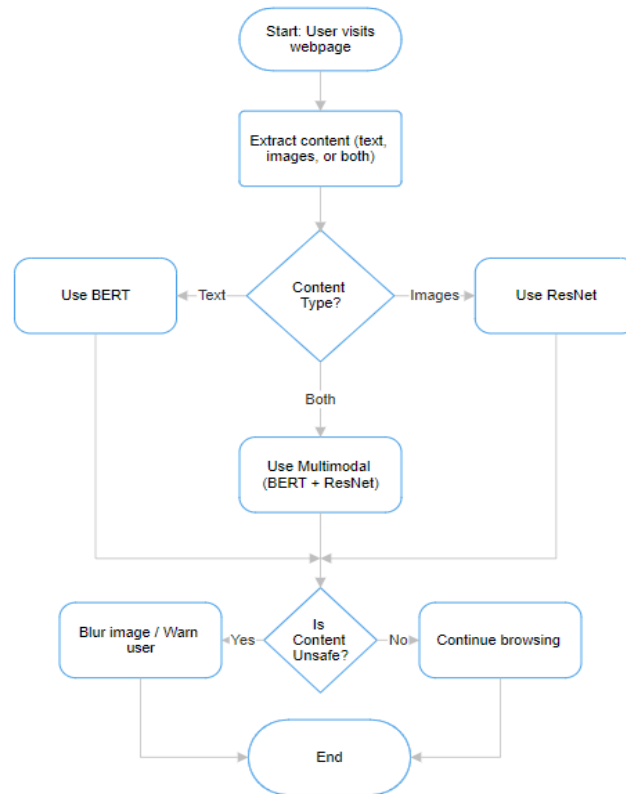 Start: User visits
webpage
Extract content (text,
images, or both)
Use BERT
Text
Content
Type?
Images
Use ResNet
Both
Use Multimodal
(BERT + ResNet)
Blur image / Warn
user
Yes
Is
Content
Unsafe?
No
Continue browsing
End